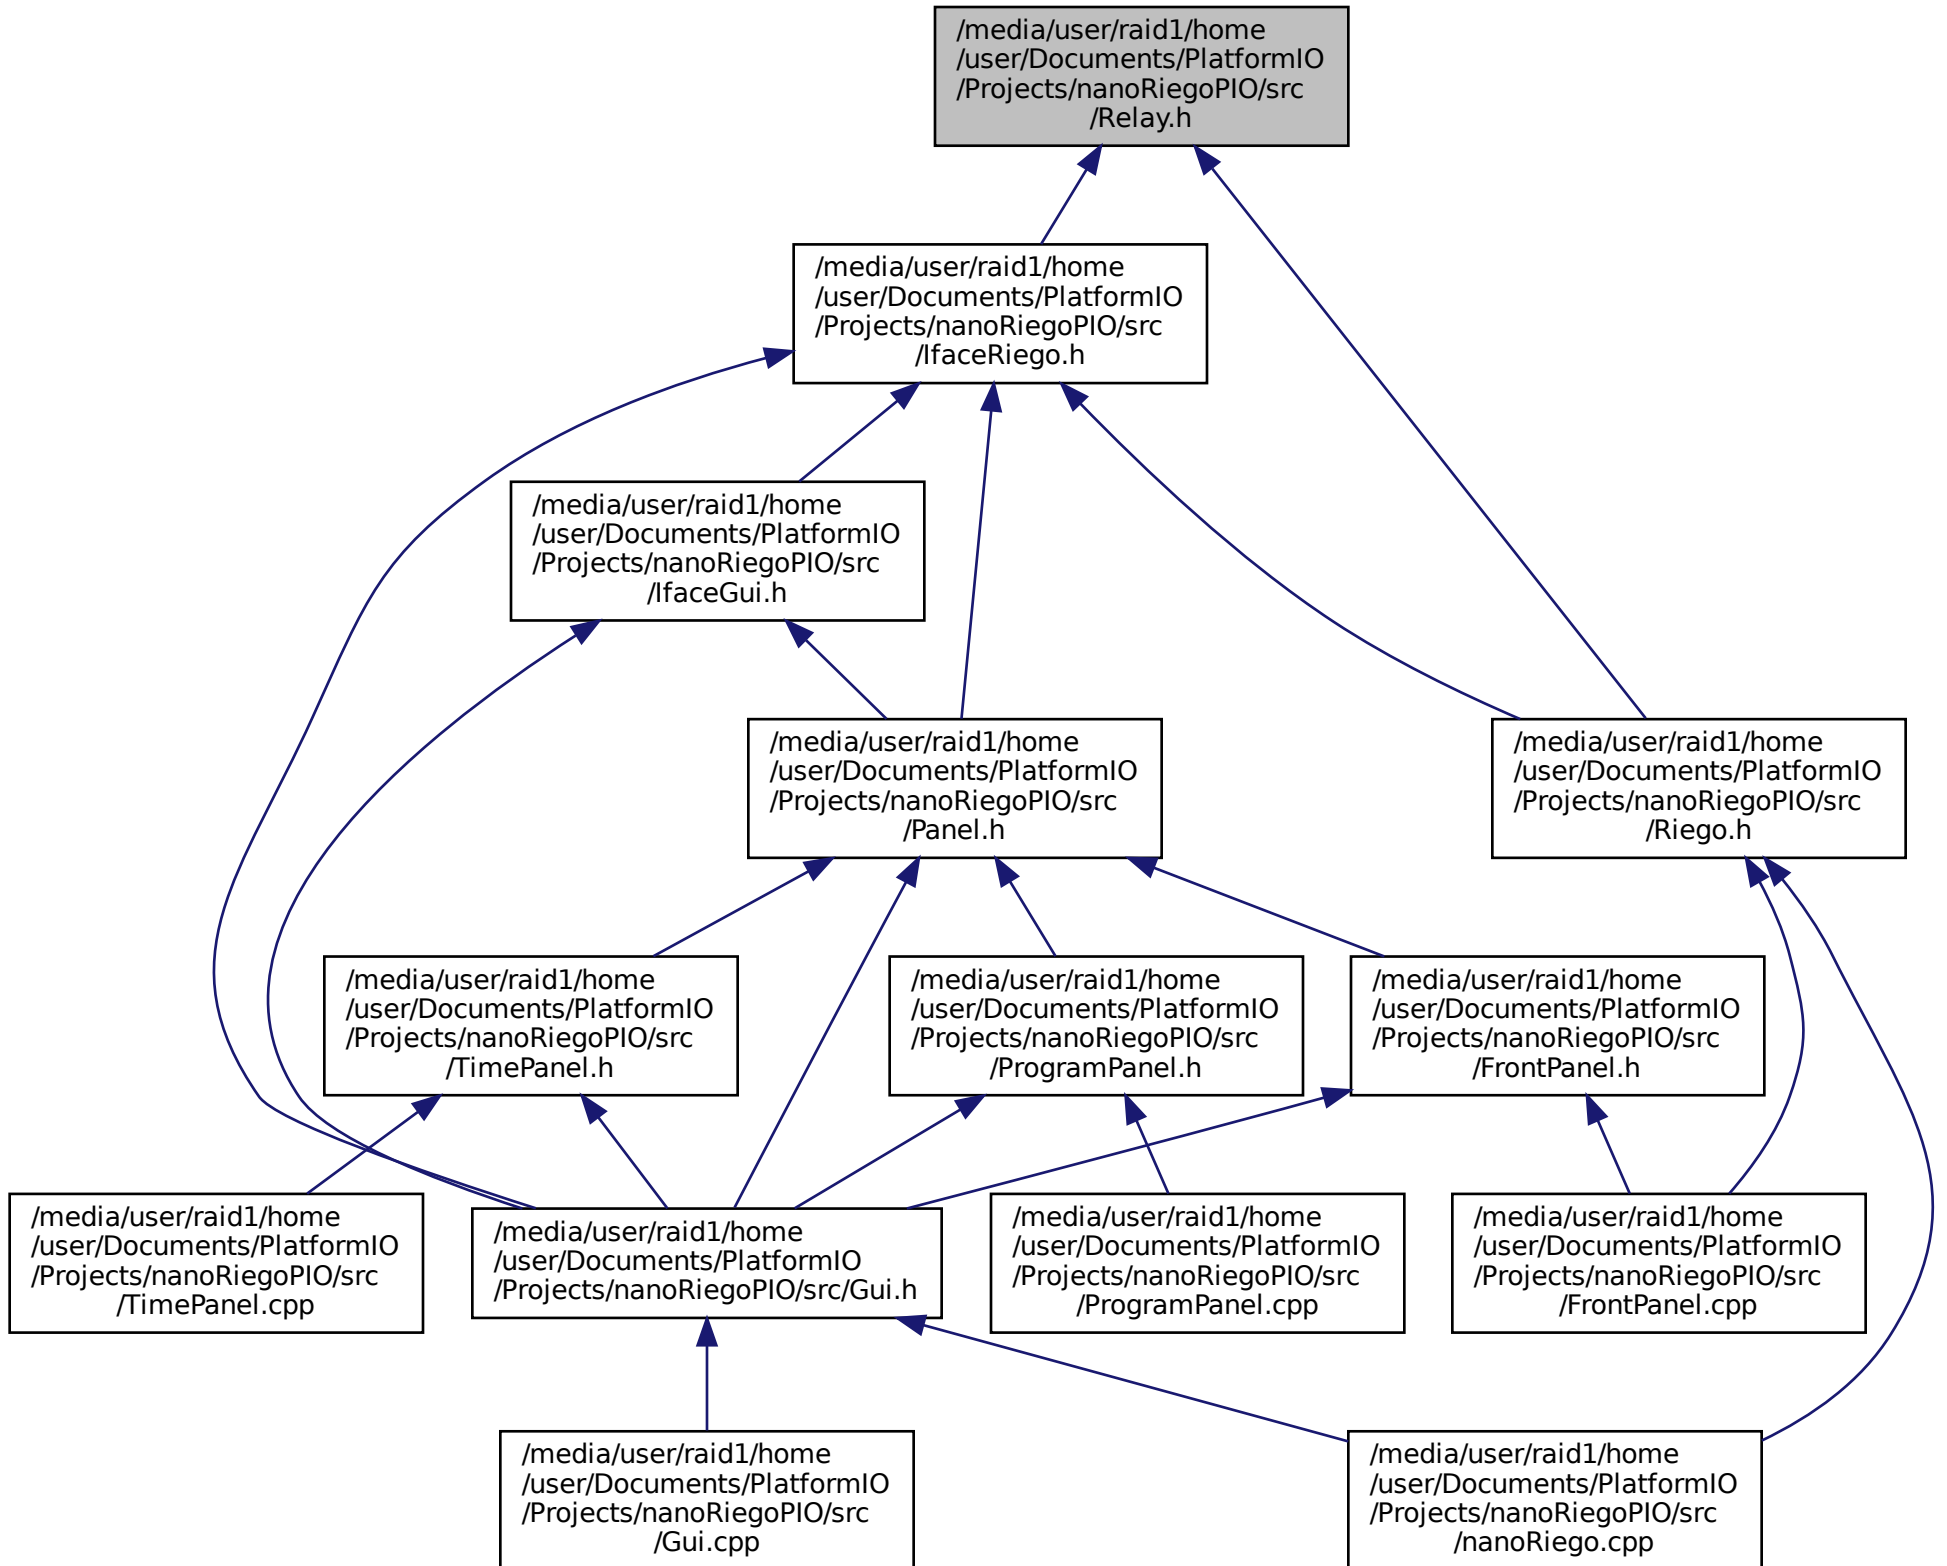 /media/user/raid1/home
/user/Documents/PlatformIO
/Projects/nanoRiegoPIO/src
/Relay.h
/media/user/raid1/home
/user/Documents/PlatformIO
/Projects/nanoRiegoPIO/src
/IfaceRiego.h
/media/user/raid1/home
/user/Documents/PlatformIO
/Projects/nanoRiegoPIO/src
/IfaceGui.h
/media/user/raid1/home
/user/Documents/PlatformIO
/Projects/nanoRiegoPIO/src
/Panel.h
/media/user/raid1/home
/user/Documents/PlatformIO
/Projects/nanoRiegoPIO/src
/Riego.h
/media/user/raid1/home
/user/Documents/PlatformIO
/Projects/nanoRiegoPIO/src
/TimePanel.h
/media/user/raid1/home
/user/Documents/PlatformIO
/Projects/nanoRiegoPIO/src
/ProgramPanel.h
/media/user/raid1/home
/user/Documents/PlatformIO
/Projects/nanoRiegoPIO/src
/FrontPanel.h
/media/user/raid1/home
/user/Documents/PlatformIO
/Projects/nanoRiegoPIO/src
/TimePanel.cpp
/media/user/raid1/home
/user/Documents/PlatformIO
/Projects/nanoRiegoPIO/src/Gui.h
/media/user/raid1/home
/user/Documents/PlatformIO
/Projects/nanoRiegoPIO/src
/ProgramPanel.cpp
/media/user/raid1/home
/user/Documents/PlatformIO
/Projects/nanoRiegoPIO/src
/FrontPanel.cpp
/media/user/raid1/home
/user/Documents/PlatformIO
/Projects/nanoRiegoPIO/src
/Gui.cpp
/media/user/raid1/home
/user/Documents/PlatformIO
/Projects/nanoRiegoPIO/src
/nanoRiego.cpp